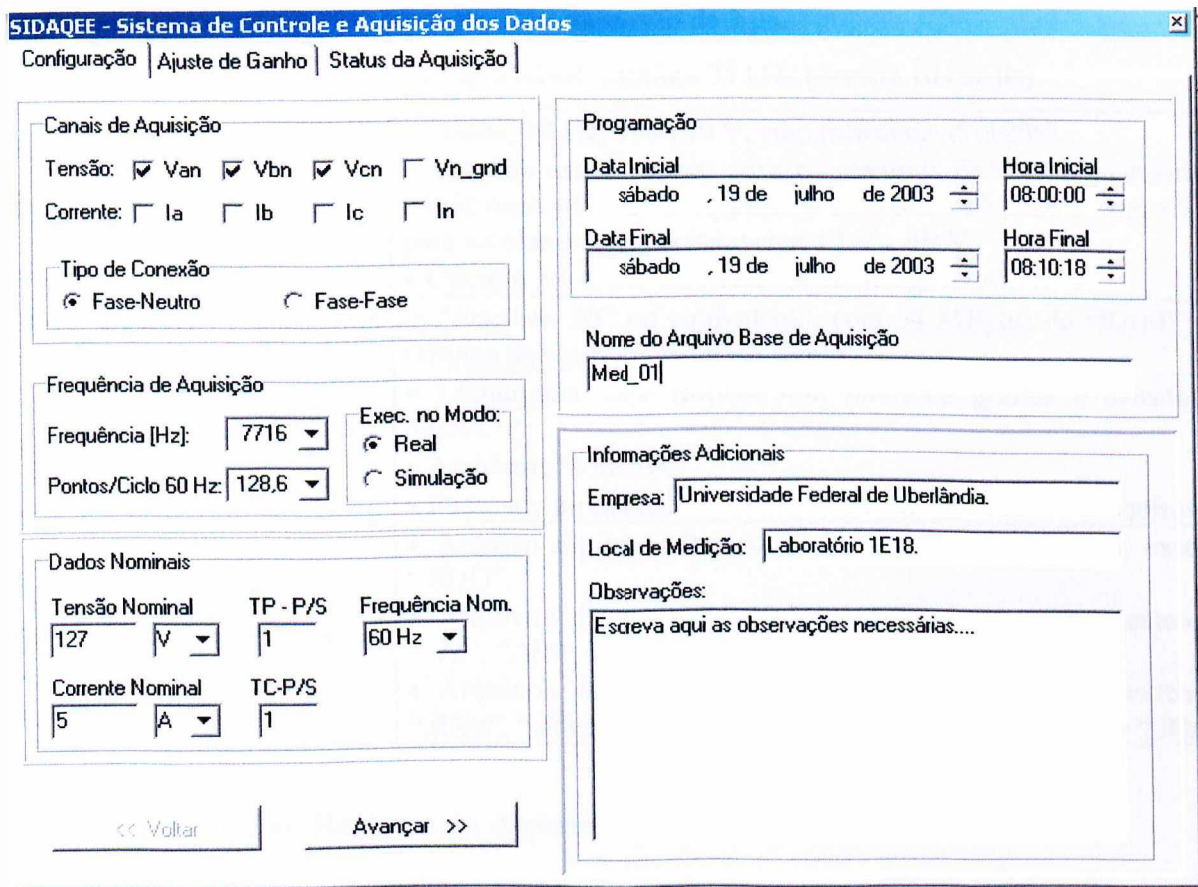 SIDAQEE - Sistema de Controle e Aquisição dos Dados
Configuração Ajuste de Ganho Status da Aquisição
Canais de Aquisição
Tensão: Van Vbn Vcn Vn_gnd
Corrente: Ia Ib Ic In
Tipo de Conexão
Fase-Neutro Fase-Fase
Frequência de Aquisição
Frequência [Hz]: 7716
Pontos/Ciclo 60 Hz: 128,6
Exec. no Modo:
Real
Simulação
Dados Nominais
Tensão Nominal TP - P/S Frequência Nom.
127 V 1 60 Hz
Corrente Nominal TC-P/S
5 A 1
<< Voltar Avançar >>
Progamação
Data Inicial Hora Inicial
sábado , 19 de julho de 2003 08:00:00
Data Final Hora Final
sábado , 19 de julho de 2003 08:10:18
Nome do Arquivo Base de Aquisição
Med_01
Infomações Adicionais
Empresa: Universidade Federal de Uberlândia.
Local de Medição: Laboratório 1E18.
Observações:
Escreva aqui as observações necessárias....